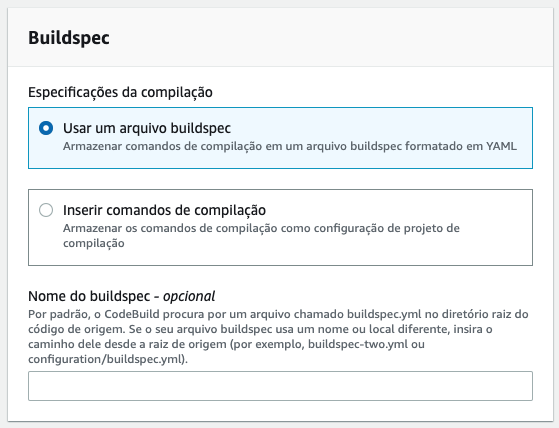 Buildspec
Especificações da compilação
Usar um arquivo buildspec
Armazenar comandos de compilação em um arquivo buildspec formatado em YAML
Inserir comandos de compilação
Armazenar os comandos de compilação como configuração de projeto de
compilação
Nome do buildspec - opcional
Por padrão, o CodeBuild procura por um arquivo chamado buildspec.yml no diretório raiz do
código de origem. Se o seu arquivo buildspec usa um nome ou local diferente, insira o
caminho dele desde a raiz de origem (por exemplo, buildspec-two.yml ou
configuration/buildspec.yml).